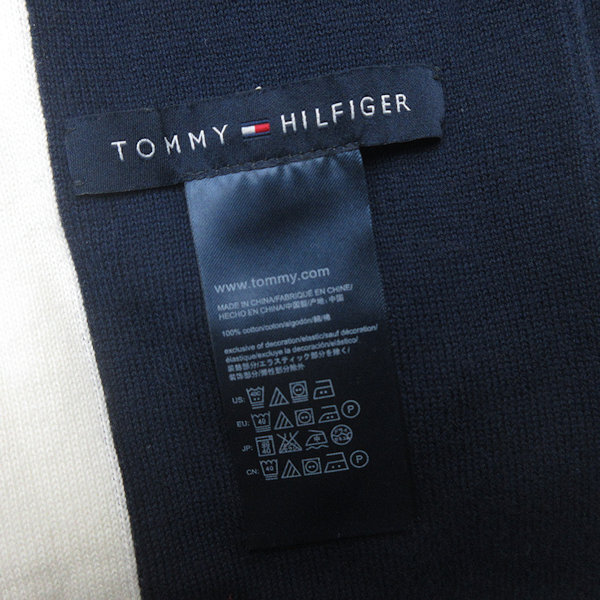 TOMMY HILFIGER
www.tommy.com
MADE IN CHINA/FABRIQUE EN CHINE/
HECHO EN CHINA/中国製/产地: 中国
100% cotton/coton/algodón/綿/棉
exclusive of decoration/elastic/sauf décoration/
élastique/excluye la decoración/elástico/
装飾部分/エラスティック部分を除く/
装饰部分/弹性部分除外
US:
EU: 40 P
JP: 40
CN: 40 P